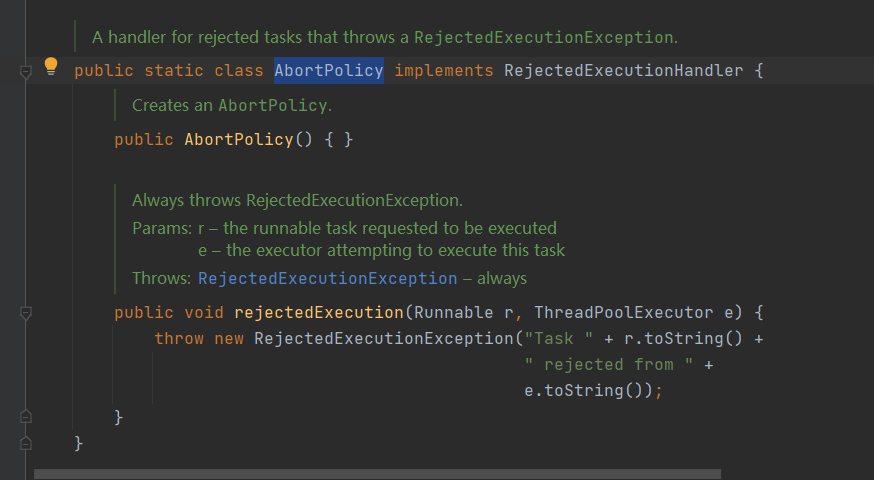 A handler for rejected tasks that throws a RejectedExecutionException.
public static class AbortPolicy implements RejectedExecutionHandler {
Creates an AbortPolicy.
public AbortPolicy() { }
Always throws RejectedExecutionException.
Params: r – the runnable task requested to be executed
e – the executor attempting to execute this task
Throws: RejectedExecutionException – always
public void rejectedExecution(Runnable r, ThreadPoolExecutor e) {
throw new RejectedExecutionException("Task " + r.toString() +
" rejected from " +
e.toString());
}
}